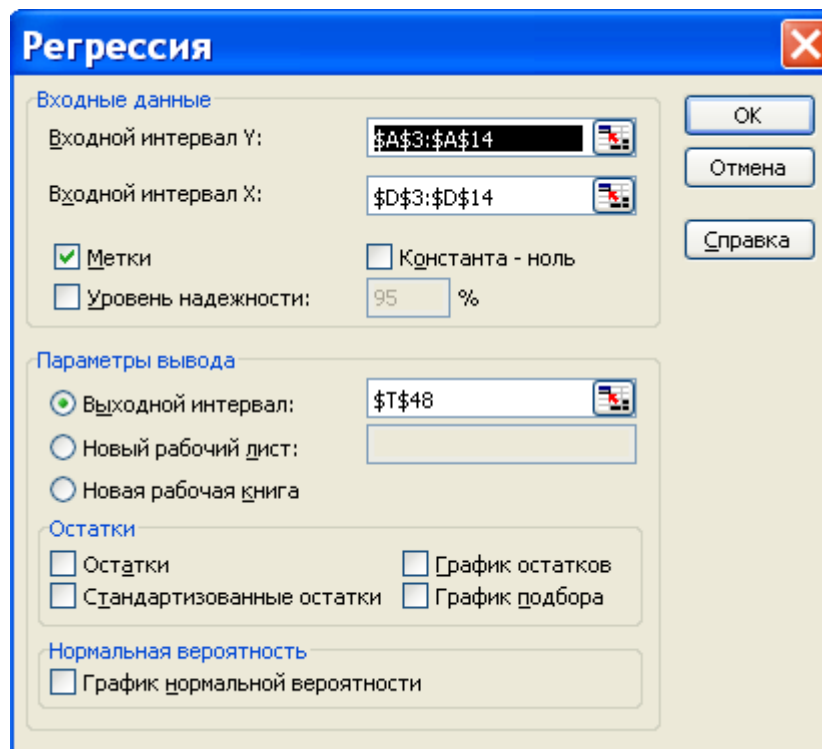 Регрессия
Входные данные
Входной интервал Y: $A$3:$A$14
OK
Отмена
Входной интервал X: $D$3:$D$14
Справка
Метки Константа - ноль
Уровень надежности: 95 %
Параметры вывода
Выходной интервал: $T$48
Новый рабочий лист:
Новая рабочая книга
Остатки
Остатки График остатков
Стандартизованные остатки График подбора
Нормальная вероятность
График нормальной вероятности